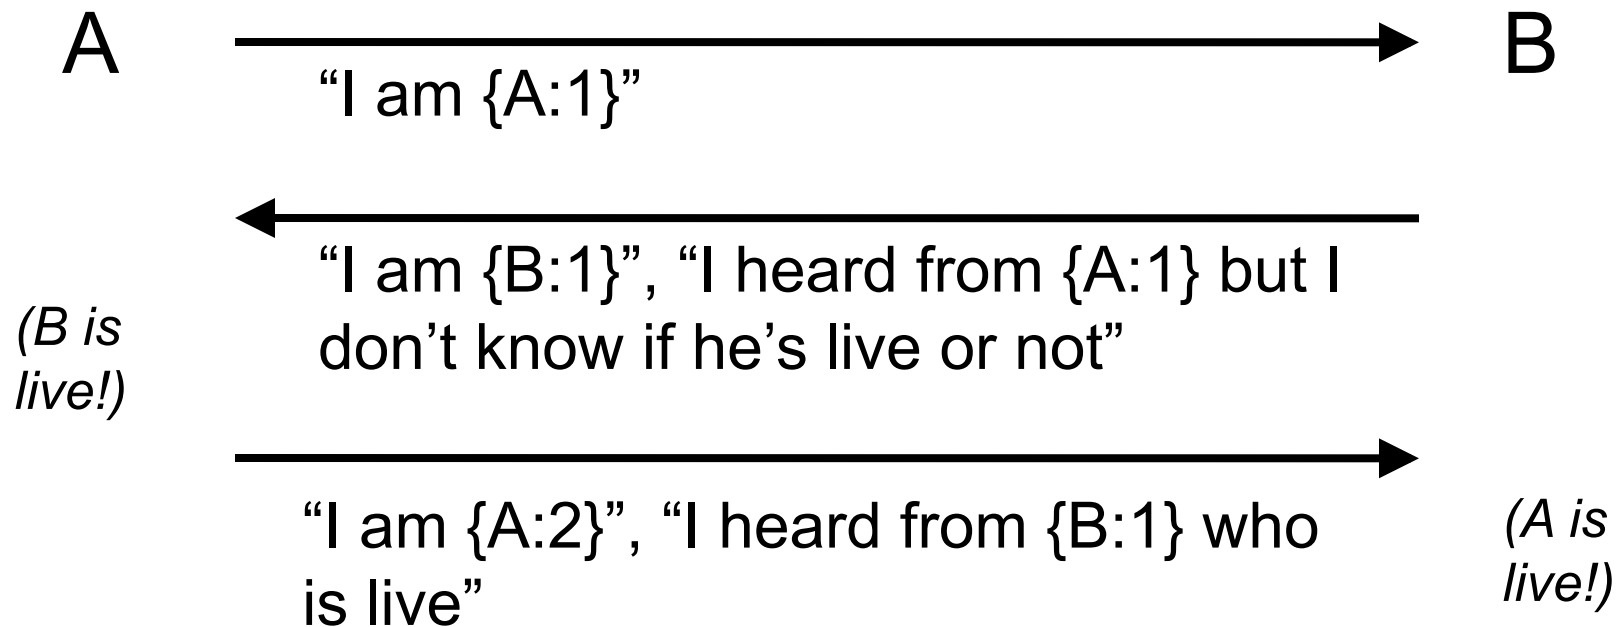 A
B
“I am {A:1}”
“I am {B:1}”, “I heard from {A:1} but I
don’t know if he’s live or not”
(B is
live!)
“I am {A:2}”, “I heard from {B:1} who
is live”
(A is
live!)